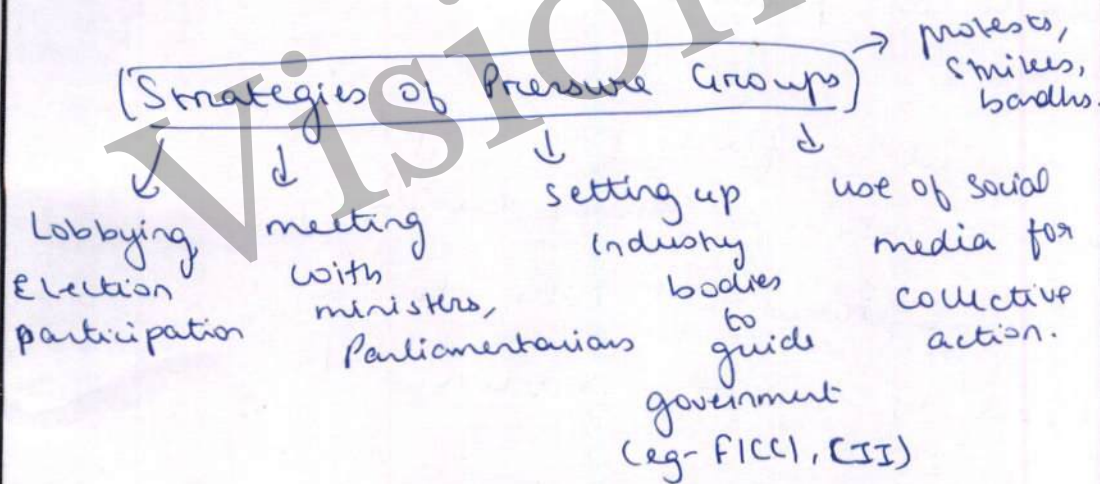 Vision
(Strategies of Pressure Groups)
→ protests,
strikes,
bandhs.
Lobbying,
Election
participation
meeting
with
ministers,
Parliamentarians
setting up
industry
bodies
to
guide
government
(eg- FICCI, CII)
use of social
media for
collective
action.